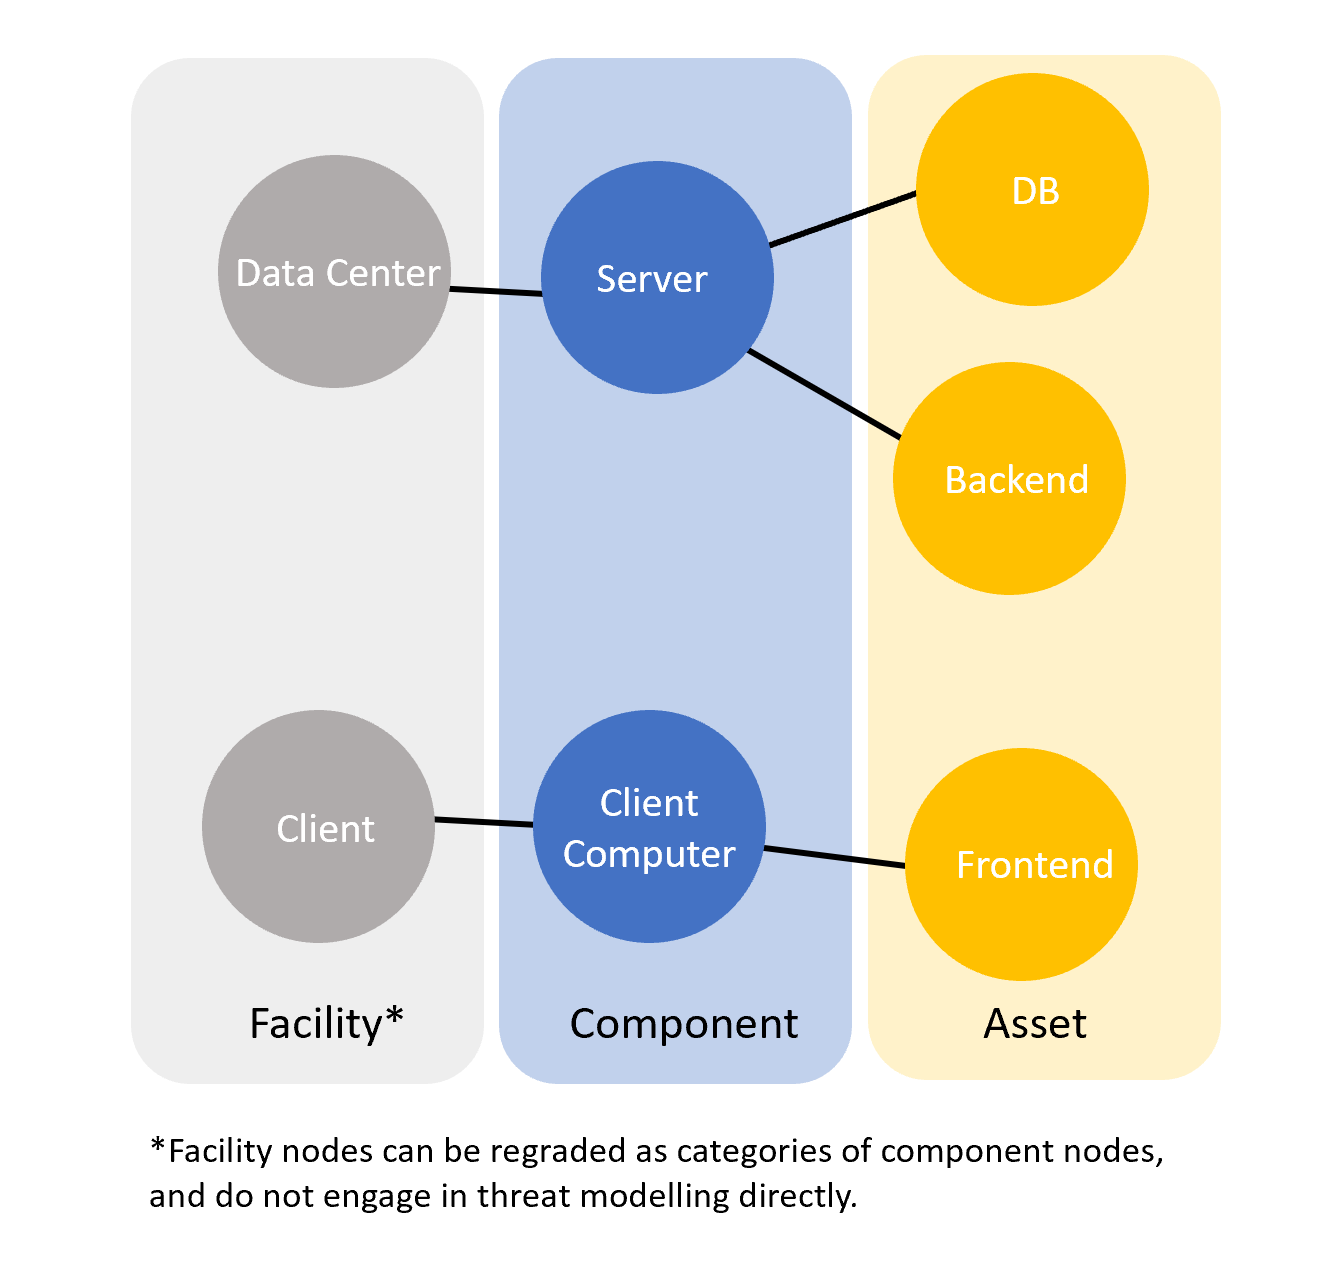 DB
Data Center
Server
Backend
Client
Computer
Client
Frontend
Facility*
Component
Asset
*Facility nodes can be regraded as categories of component nodes,
and do not engage in threat modelling directly.